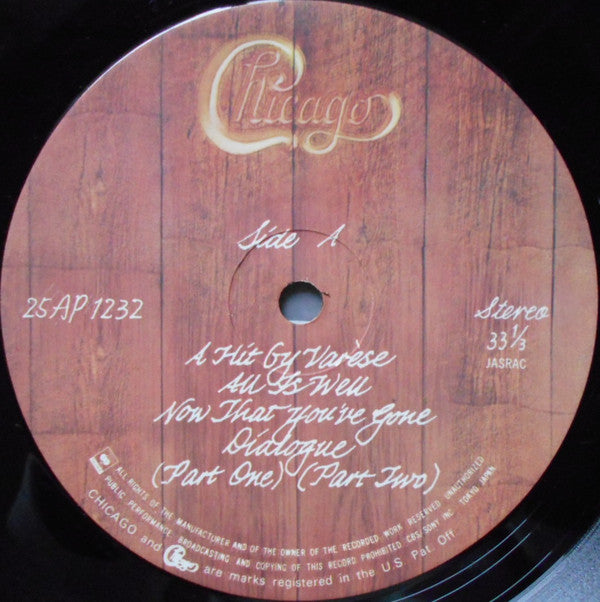 Chicago
Side A
25AP 1232
Stereo
33 1/3
JASRAC
A Hit By Varèse
All Is Well
Now That You've Gone
Dialogue
(Part One) (Part Two)
ALL RIGHTS OF THE MANUFACTURER AND OF THE OWNER OF THE RECORDED WORK RESERVED. UNAUTHORIZED
PUBLIC PERFORMANCE, BROADCASTING AND COPYING OF THIS RECORD PROHIBITED. CBS/SONY INC. TOKYO JAPAN.
CHICAGO and Chicago are marks registered in the U S Pat. Off